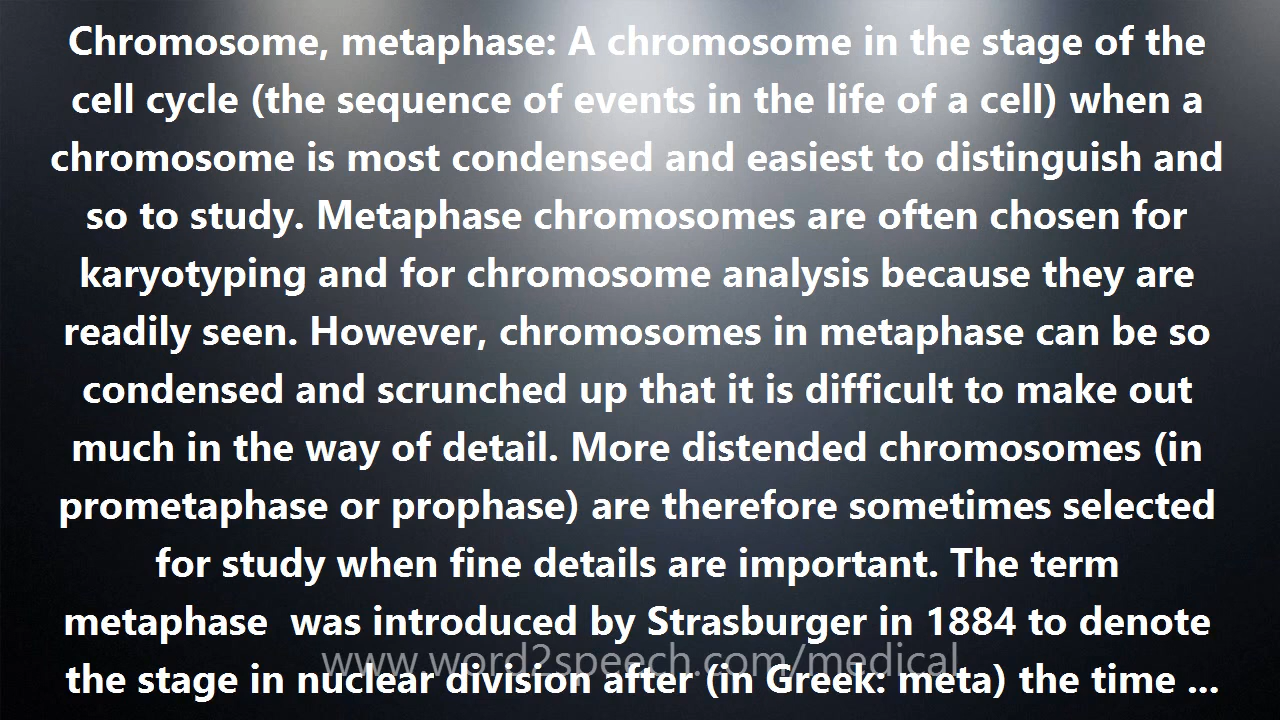 Chromosome, metaphase: A chromosome in the stage of the
cell cycle (the sequence of events in the life of a cell) when a
chromosome is most condensed and easiest to distinguish and
so to study. Metaphase chromosomes are often chosen for
karyotyping and for chromosome analysis because they are
readily seen. However, chromosomes in metaphase can be so
condensed and scrunched up that it is difficult to make out
much in the way of detail. More distended chromosomes (in
prometaphase or prophase) are therefore sometimes selected
for study when fine details are important. The term
metaphase  was introduced by Strasburger in 1884 to denote
www.word2speech.com/medical
the stage in nuclear division after (in Greek: meta) the time ...